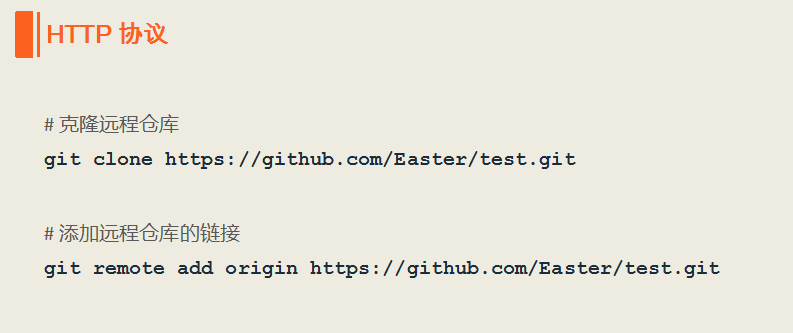 HTTP 协议
# 克隆远程仓库
git clone https://github.com/Easter/test.git
# 添加远程仓库的链接
git remote add origin https://github.com/Easter/test.git